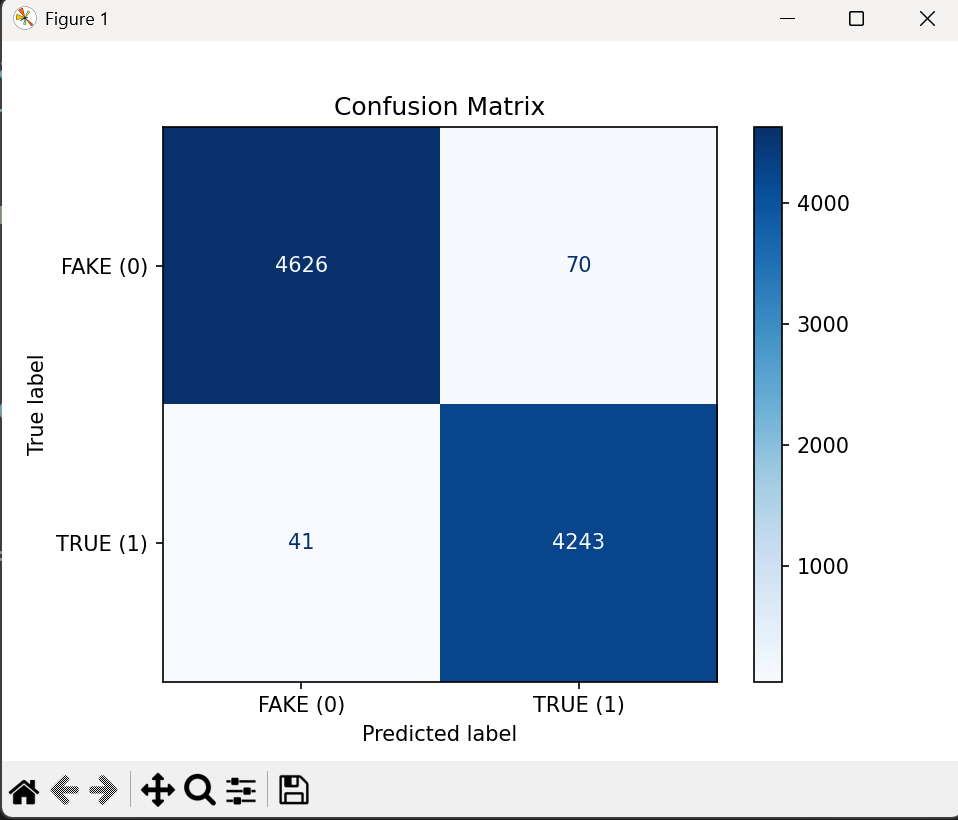 Figure 1
Confusion Matrix
FAKE (0)
4626
70
4000
3000
True label
2000
TRUE (1)
41
4243
1000
FAKE (0)
TRUE (1)
Predicted label